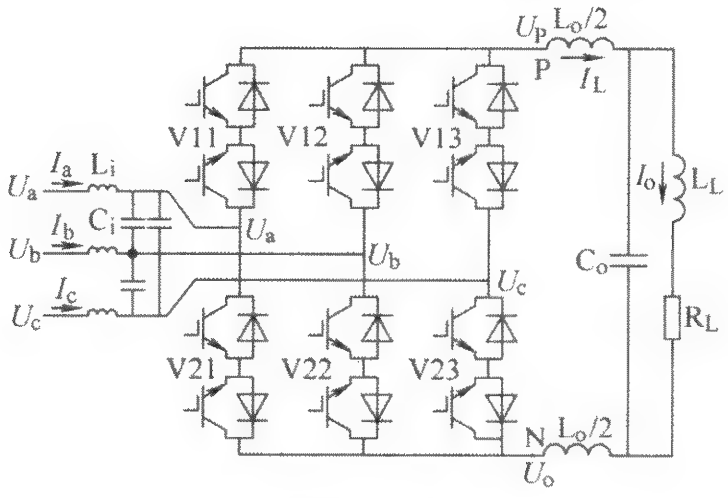 U_P L_o/2
P I_L
V11 V12 V13
I_a L_i
U_a
C_i
I_b
U_b
U_a
U_b
I_c
U_c
U_c
I_o L_L
C_o
R_L
V21 V22 V23
N L_o/2
U_o